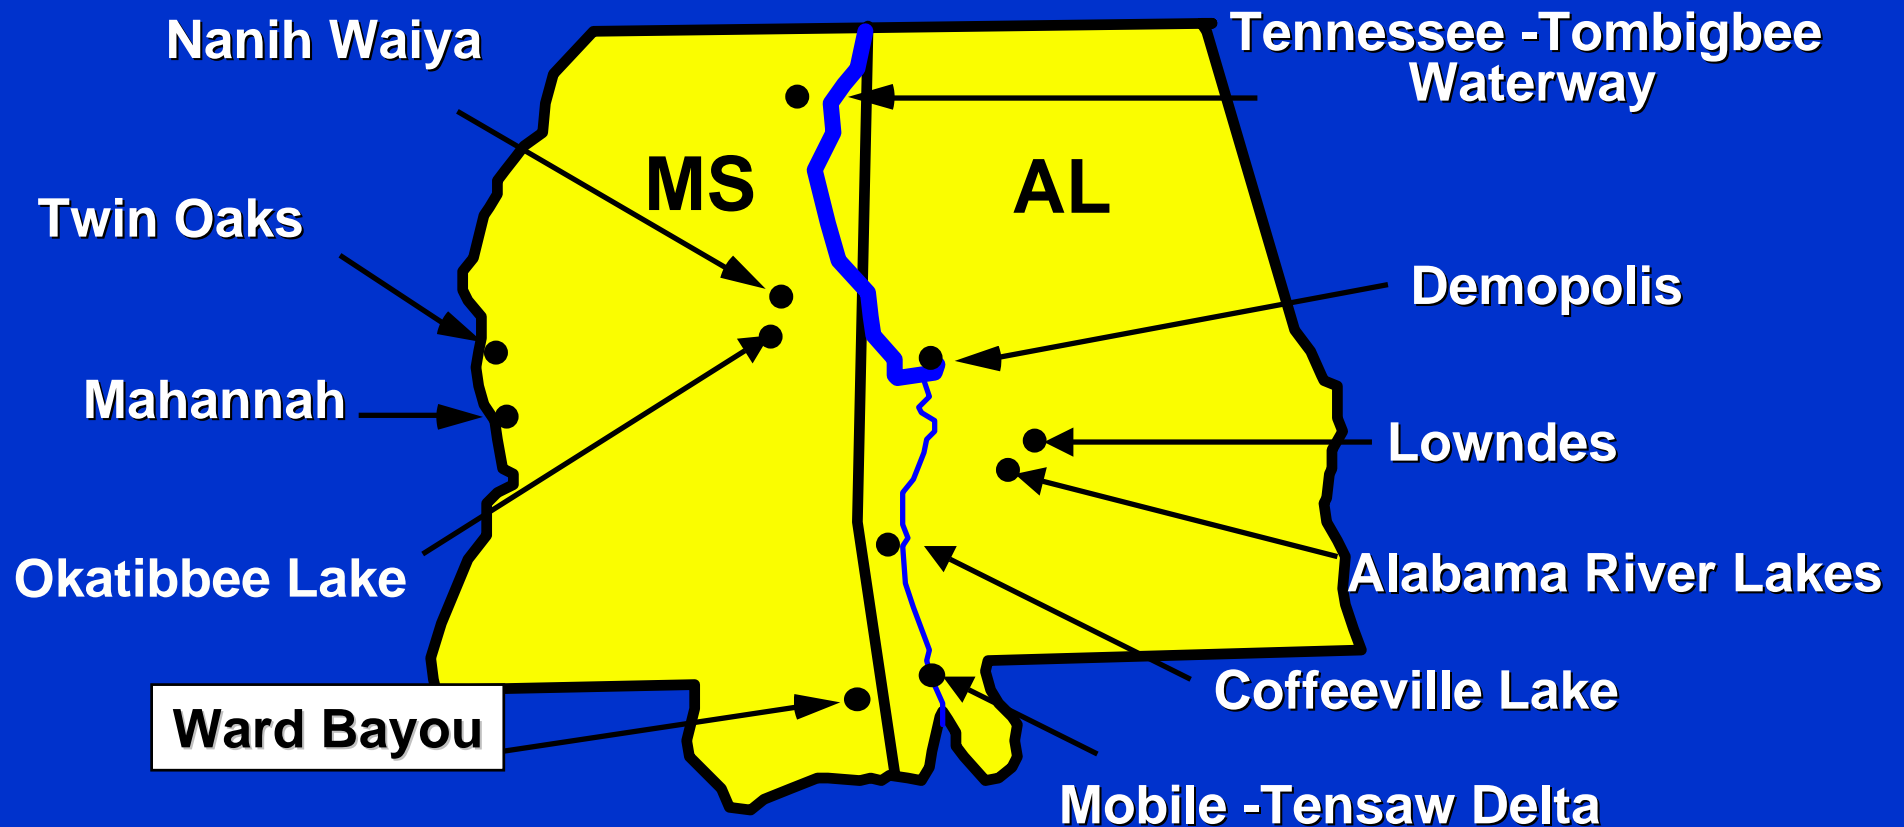 Nanih Waiya
Tennessee -Tombigbee
Waterway
MS
AL
Twin Oaks
Demopolis
Mahannah
Lowndes
Okatibbee Lake
Alabama River Lakes
Ward Bayou
Coffeeville Lake
Mobile -Tensaw Delta